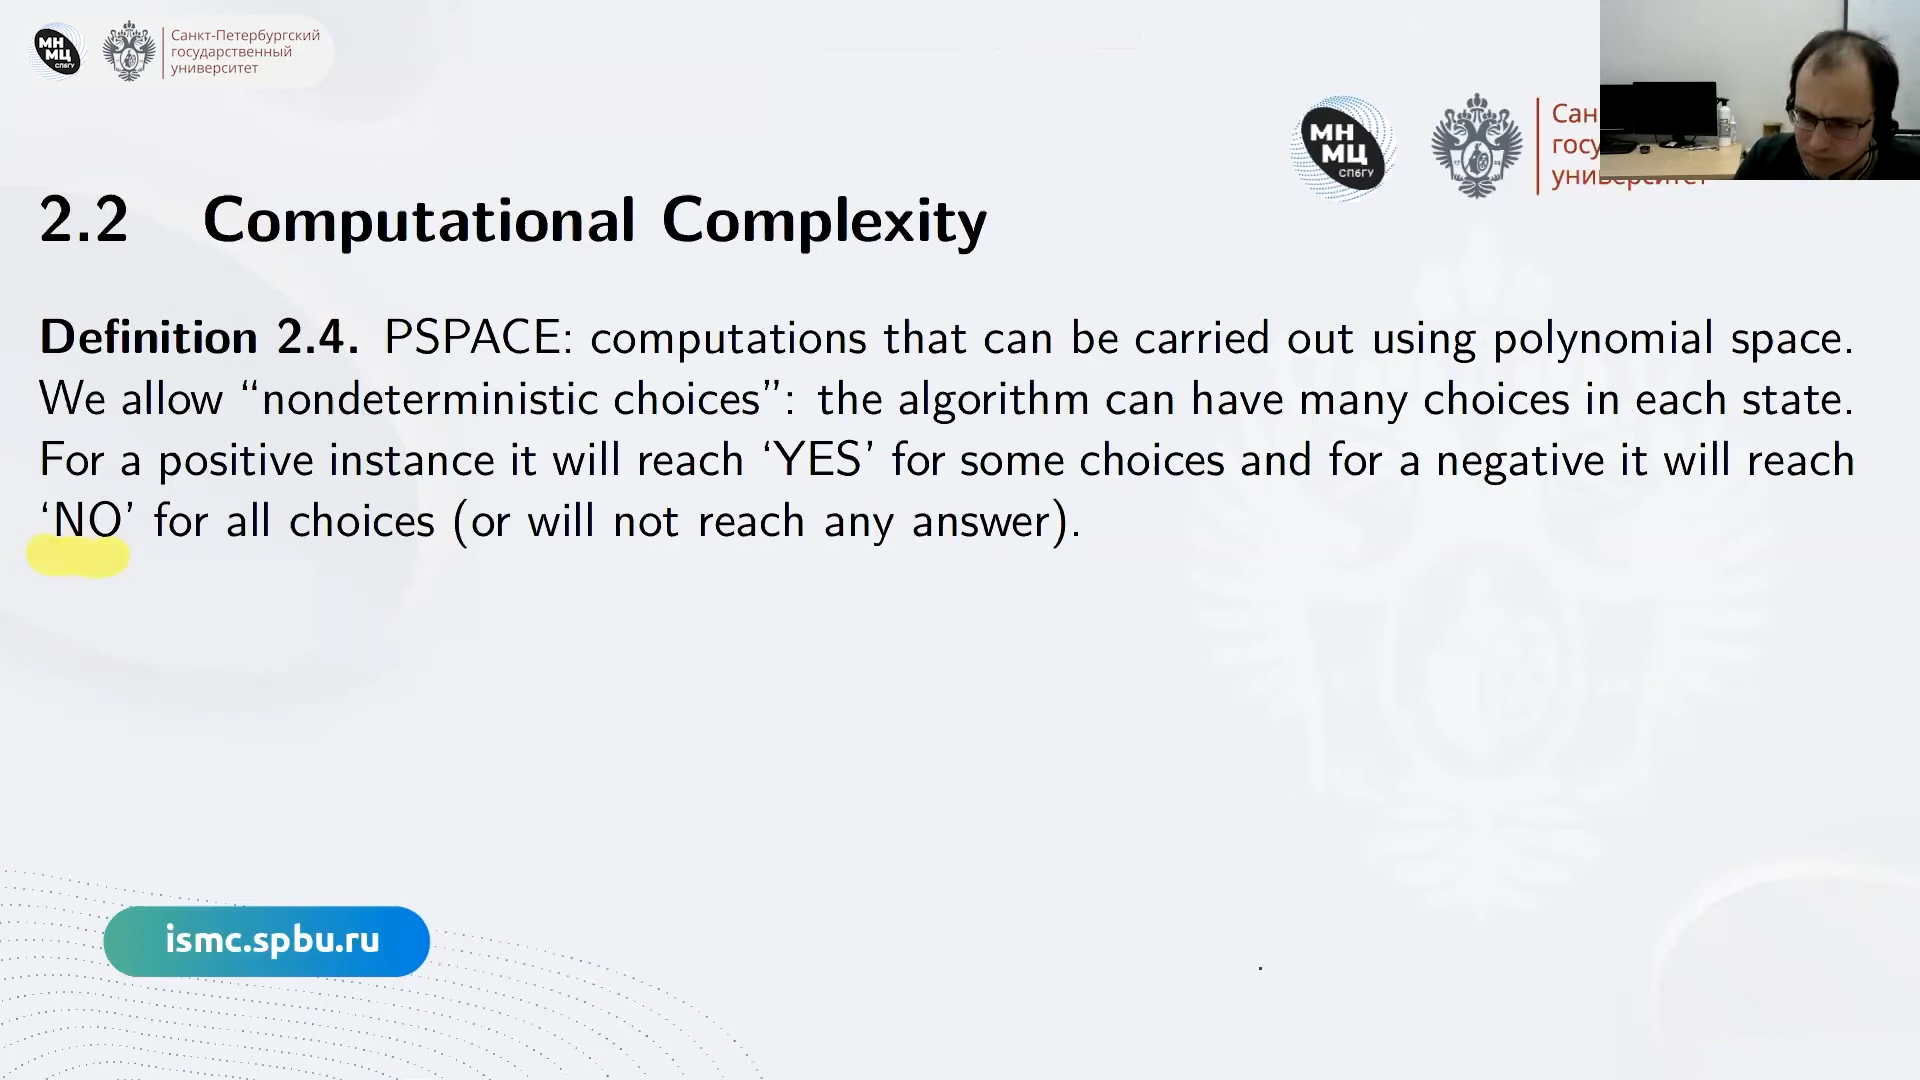 МН
МЦ
СПбГУ
Санкт-Петербургский
государственный
университет
МН
МЦ
СПбГУ
Сан
госу
университет
2.2 Computational Complexity
Definition 2.4. PSPACE: computations that can be carried out using polynomial space.
We allow “nondeterministic choices”: the algorithm can have many choices in each state.
For a positive instance it will reach ‘YES’ for some choices and for a negative it will reach
‘NO’ for all choices (or will not reach any answer).
ismc.spbu.ru